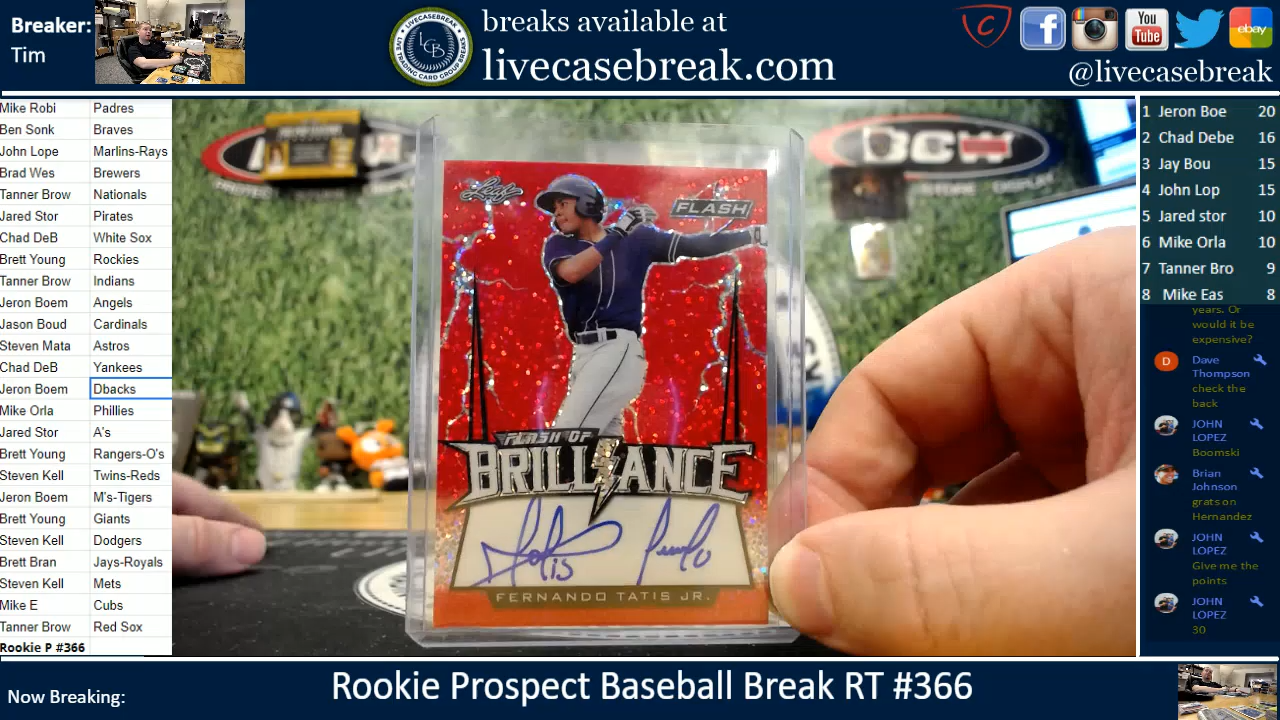 Breaker:
Tim
breaks available at
livecasebreak.com
LCB
LIVECASEBREAK
LIVE TRADING CARD GROUP BREAKS
f
You
Tube
ebay
@livecasebreak
Mike Robi Padres
Ben Sonk Braves
John Lope Marlins-Rays
Brad Wes Brewers
Tanner Brow Nationals
Jared Stor Pirates
Chad DeB White Sox
Brett Young Rockies
Tanner Brow Indians
Jeron Boem Angels
Jason Boud Cardinals
Steven Mata Astros
Chad DeB Yankees
Jeron Boem Dbacks
Mike Orla Phillies
Jared Stor A's
Brett Young Rangers-O's
Steven Kell Twins-Reds
Jeron Boem M's-Tigers
Brett Young Giants
Steven Kell Dodgers
Brett Bran Jays-Royals
Steven Kell Mets
Mike E Cubs
Tanner Brow Red Sox
Rookie P #366
BCW
Leaf
FLASH
FLASH OF
BRILLIANCE
FERNANDO TATIS JR.
1 Jeron Boe 20
2 Chad Debe 16
3 Jay Bou 15
4 John Lop 15
5 Jared stor 10
6 Mike Orla 10
7 Tanner Bro 9
8 Mike Eas 8
years. Or
would it be
expensive?
D
Dave
Thompson
check the
back
JOHN
LOPEZ
Boomski
Brian
Johnson
grats on
Hernandez
JOHN
LOPEZ
GIve me the
points
JOHN
LOPEZ
30
Now Breaking:
Rookie Prospect Baseball Break RT #366